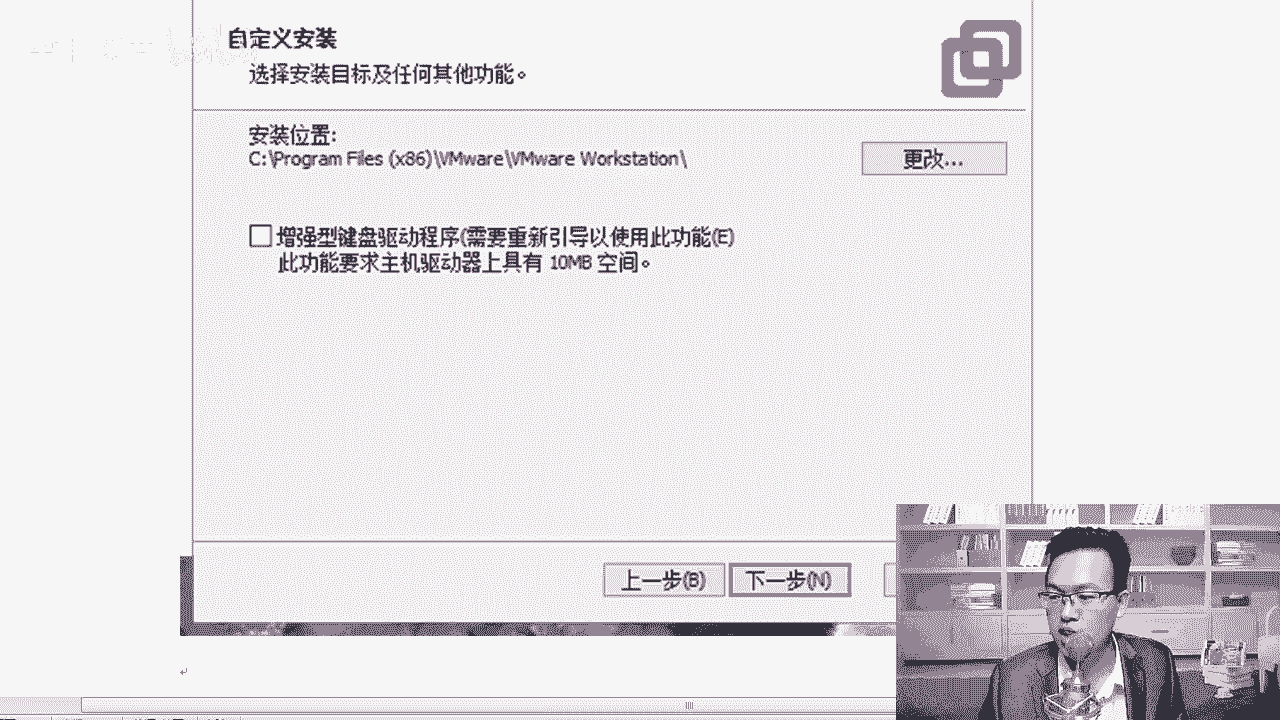 自定义安装
选择安装目标及任何其他功能。
安装位置:
C:\Program Files (x86)\VMware\VMware Workstation\
更改...
增强型键盘驱动程序(需要重新引导以使用此功能(E)
此功能要求主机驱动器上具有 10MB 空间。
上一步(B)
下一步(N)